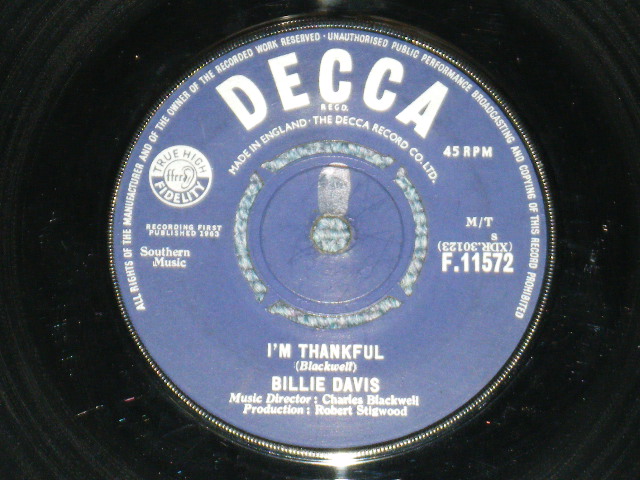 ALL RIGHTS OF THE MANUFACTURER AND OF THE OWNER OF THE RECORDED WORK RESERVED · UNAUTHORISED PUBLIC PERFORMANCE BROADCASTING AND COPYING OF THIS RECORD PROHIBITED
DECCA
REGD.
MADE IN ENGLAND · THE DECCA RECORD CO. LTD.
45 RPM
TRUE HIGH
ffrr
FIDELITY
M/T
S
RECORDING FIRST
PUBLISHED 1963
(XDR.30123)
Southern
Music
F.11572
I'M THANKFUL
(Blackwell)
BILLIE DAVIS
Music Director : Charles Blackwell
Production : Robert Stigwood